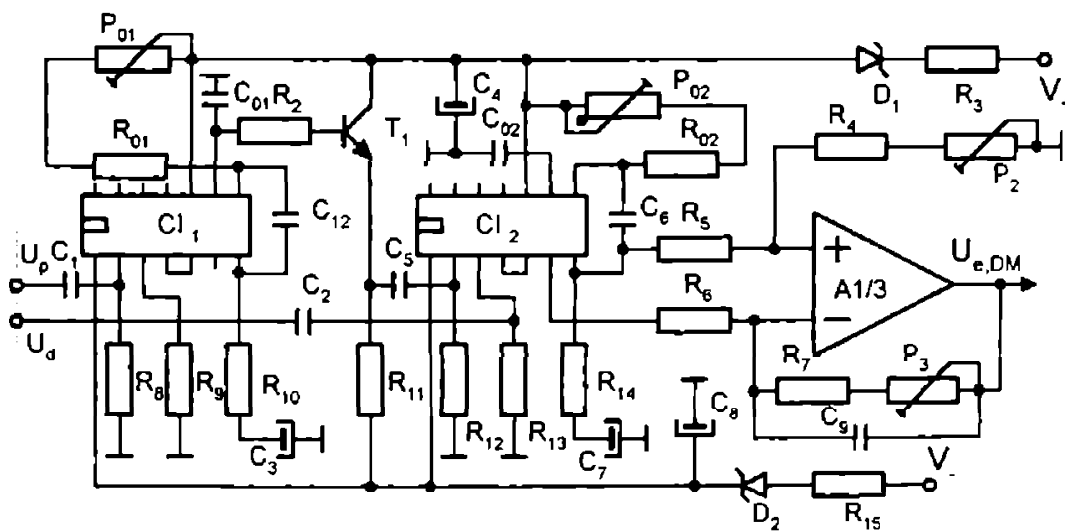 P01
C4
P02
D1
R3
V
C01
R2
T1
C02
R4
P2
R01
R02
CI1
C12
CI2
C6
R5
Up
C1
C5
R6
+
A1/3
−
Ue,DM
C2
Ud
R8
R9
R10
R11
R12
R13
R14
C8
R7
P3
C9
C3
C7
D2
R15
V-